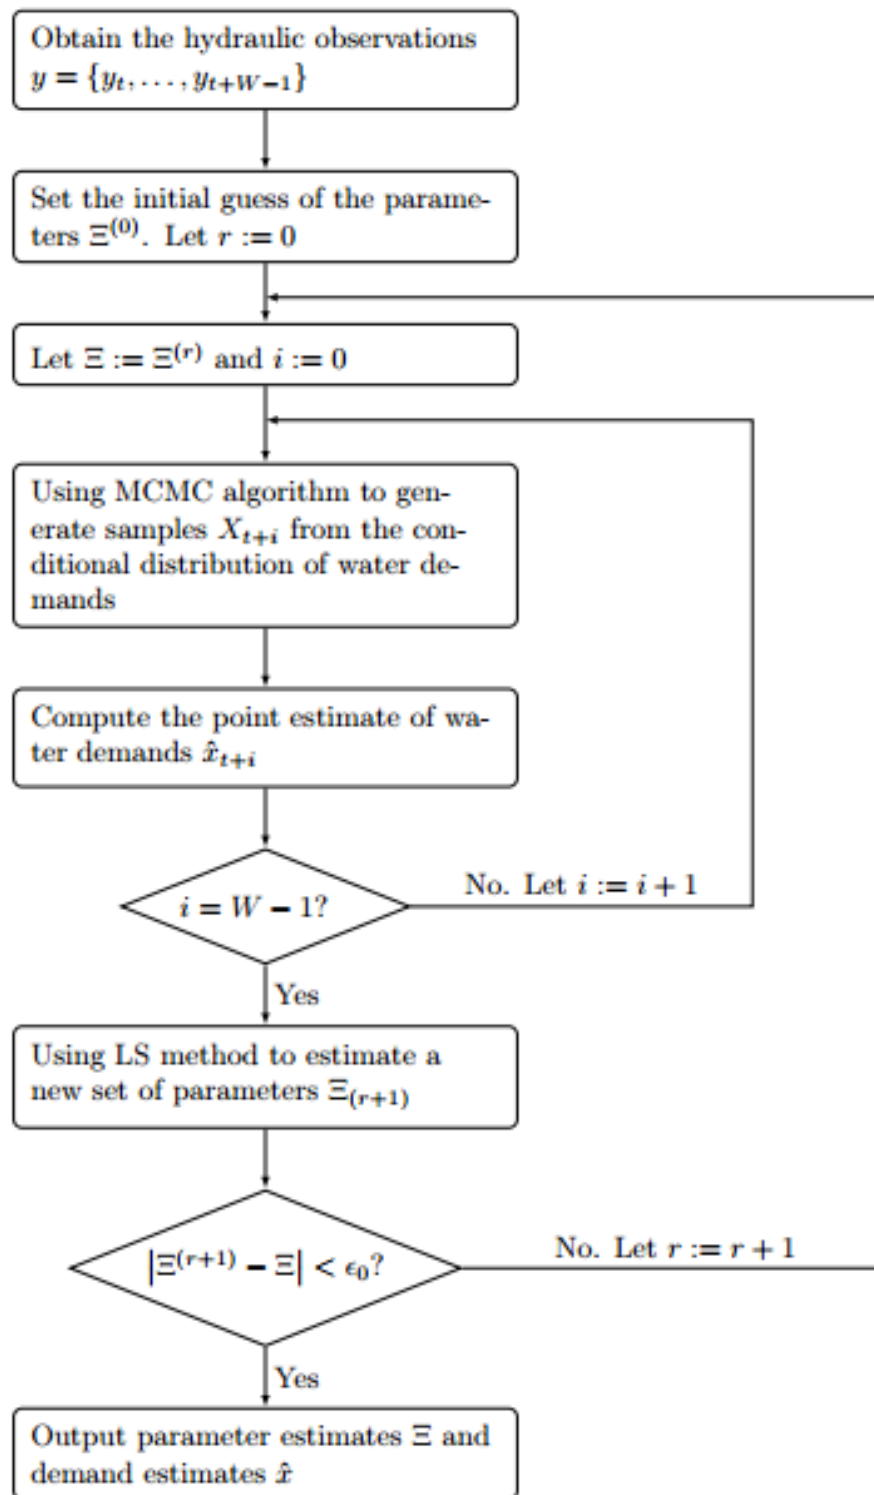 Obtain the hydraulic observations
y = {y_t, . . . , y_{t+W−1}}
Set the initial guess of the parame-
ters Ξ^{(0)}. Let r := 0
Let Ξ := Ξ^{(r)} and i := 0
Using MCMC algorithm to gen-
erate samples X_{t+i} from the con-
ditional distribution of water de-
mands
Compute the point estimate of wa-
ter demands x̂_{t+i}
i = W − 1?
No. Let i := i + 1
Yes
Using LS method to estimate a
new set of parameters Ξ_{(r+1)}
|Ξ^{(r+1)} − Ξ| < ϵ_0?
No. Let r := r + 1
Yes
Output parameter estimates Ξ and
demand estimates x̂